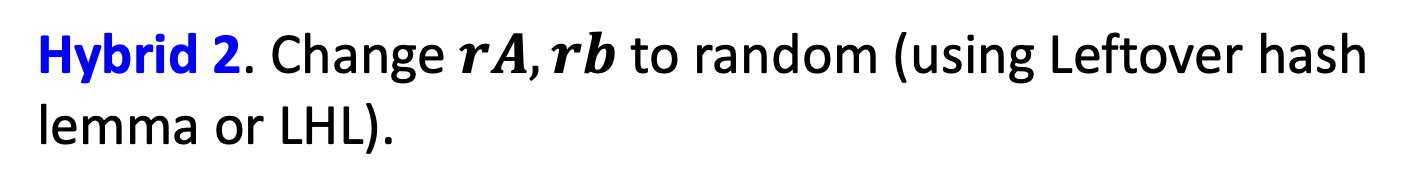 Hybrid 2. Change rA, rb to random (using Leftover hash
lemma or LHL).